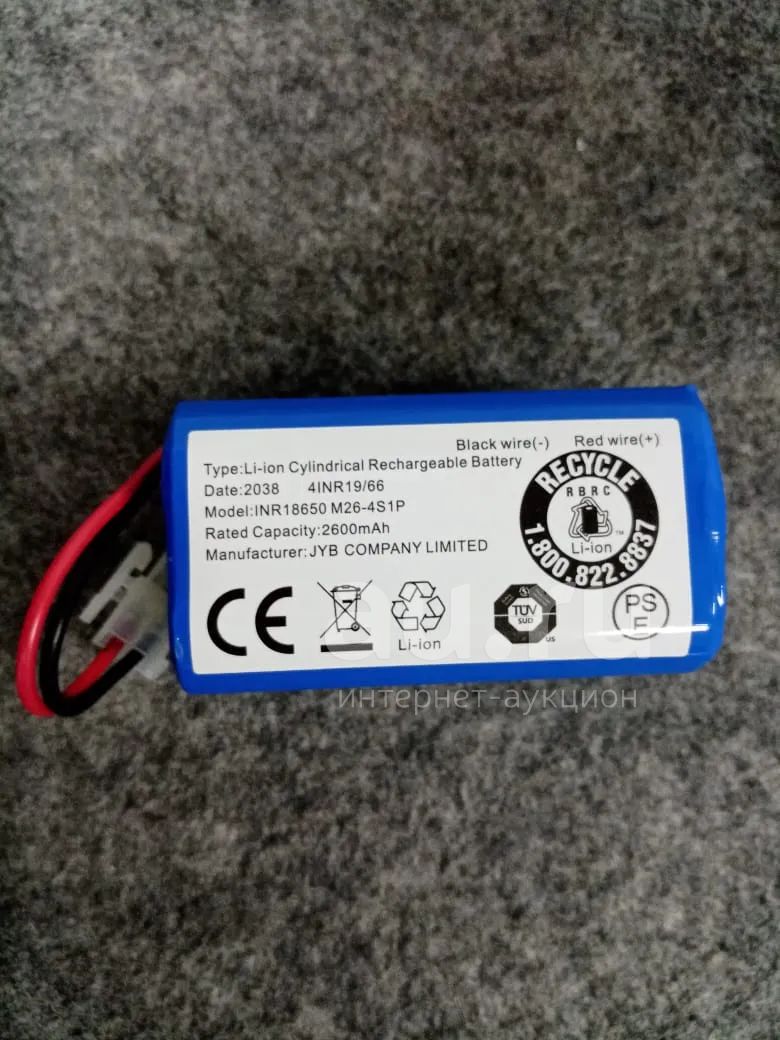 Black wire(-) Red wire(+)
Type:Li-ion Cylindrical Rechargeable Battery
Date:2038 4INR19/66
Model:INR18650 M26-4S1P
Rated Capacity:2600mAh
Manufacturer:JYB COMPANY LIMITED
RECYCLE
RBRC
TM
Li-ion
1.800.822.8837
CE
Li-ion
TÜV
SUD
US
PS
E
au.ru
интернет-аукцион